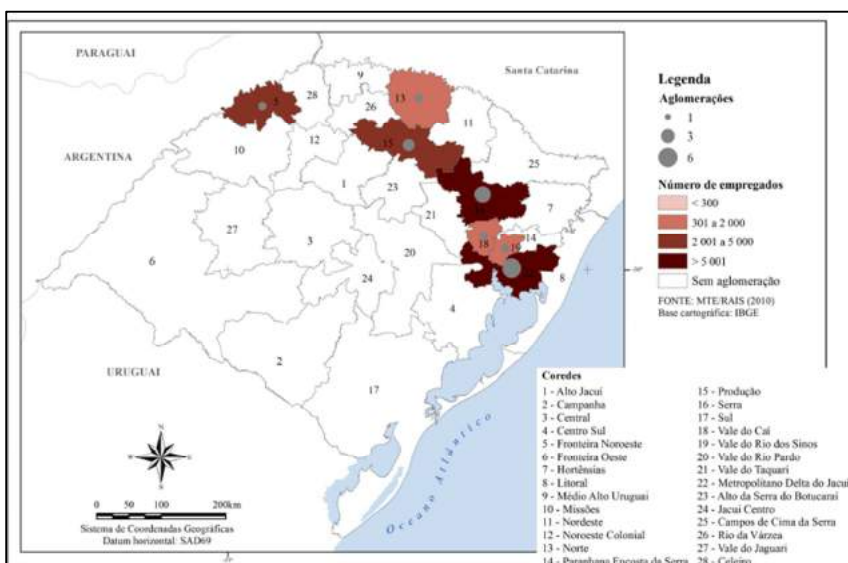 PARAGUAI
Santa Catarina
ARGENTINA
URUGUAI
Oceano Atlântico
9
28
13
5
26
11
12
10
15
25
1
23
7
27
21
3
14
18
19
6
20
8
24
4
2
17
Legenda
Aglomerações
1
3
6
Número de empregados
< 300
301 a 2 000
2 001 a 5 000
> 5 001
Sem aglomeração
FONTE: MTE/RAIS (2010)
Base cartográfica: IBGE
N
0 50 100 200km
Sistema de Coordenadas Geográficas
Datum horizontal: SAD69
Coredes
1 - Alto Jacuí
2 - Campanha
3 - Central
4 - Centro Sul
5 - Fronteira Noroeste
6 - Fronteira Oeste
7 - Hortênsias
8 - Litoral
9 - Médio Alto Uruguai
10 - Missões
11 - Nordeste
12 - Noroeste Colonial
13 - Norte
14 - Paranhana Encosta da Serra
15 - Produção
16 - Serra
17 - Sul
18 - Vale do Caí
19 - Vale do Rio dos Sinos
20 - Vale do Rio Pardo
21 - Vale do Taquari
22 - Metropolitano Delta do Jacuí
23 - Alto da Serra do Botucaraí
24 - Jacuí Centro
25 - Campos de Cima da Serra
26 - Rio da Várzea
27 - Vale do Jaguari
28 - Celeiro